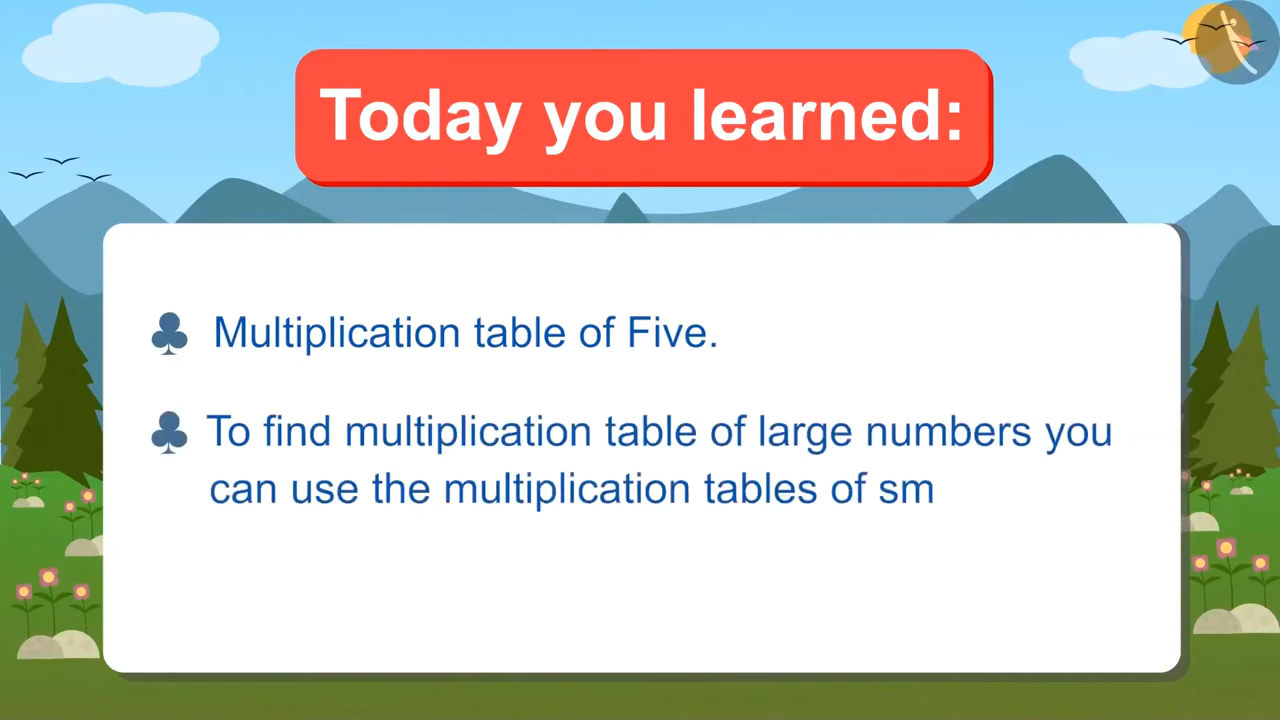 Today you learned:
Multiplication table of Five.
To find multiplication table of large numbers you
can use the multiplication tables of sm